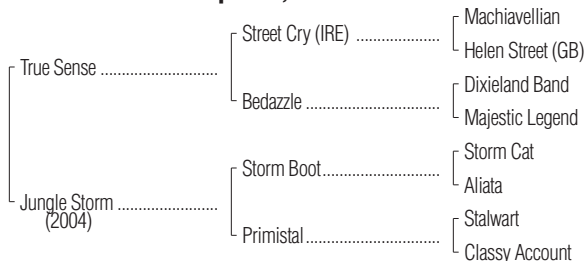 Machiavellian
Street Cry (IRE) ..................
Helen Street (GB)
True Sense .........................
Dixieland Band
Bedazzle .............................
Majestic Legend
Storm Cat
Storm Boot.........................
Aliata
Jungle Storm .....................
(2004)
Stalwart
Primistal.............................
Classy Account